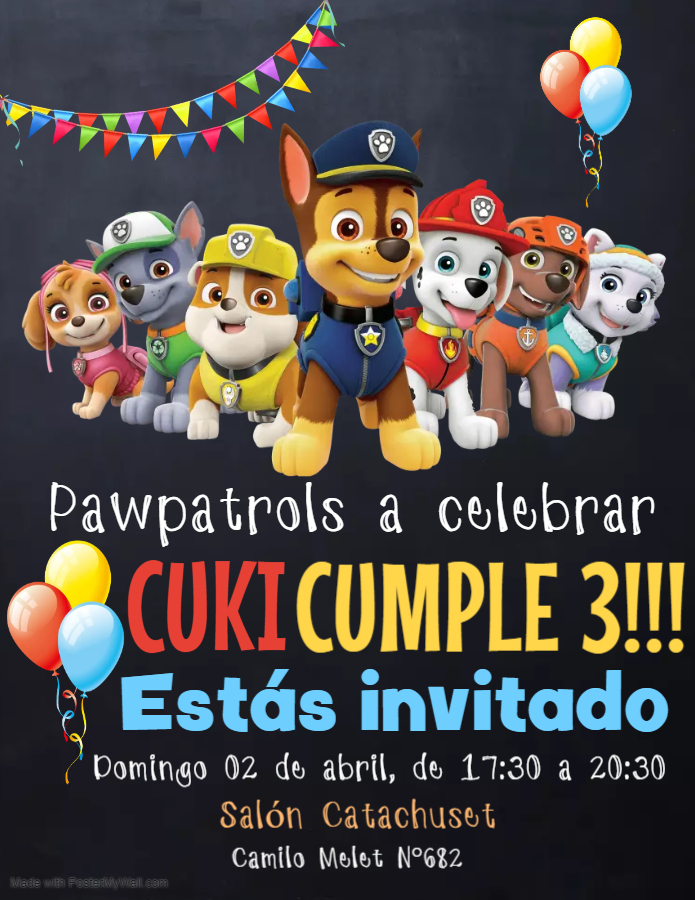 Pawpatrols a celebrar
CUKI CUMPLE 3!!!
Estás invitado
Domingo 02 de abril, de 17:30 a 20:30
Salón Catachuset
Camilo Melet Nº682
Made with PosterMyWall.com